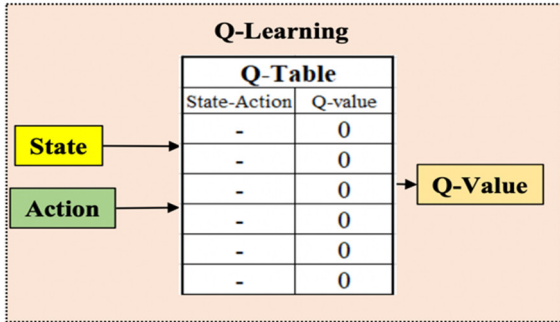 Q-Learning
Q-Table
State-Action Q-value
- 0
- 0
- 0
- 0
- 0
- 0
State
Action
Q-Value